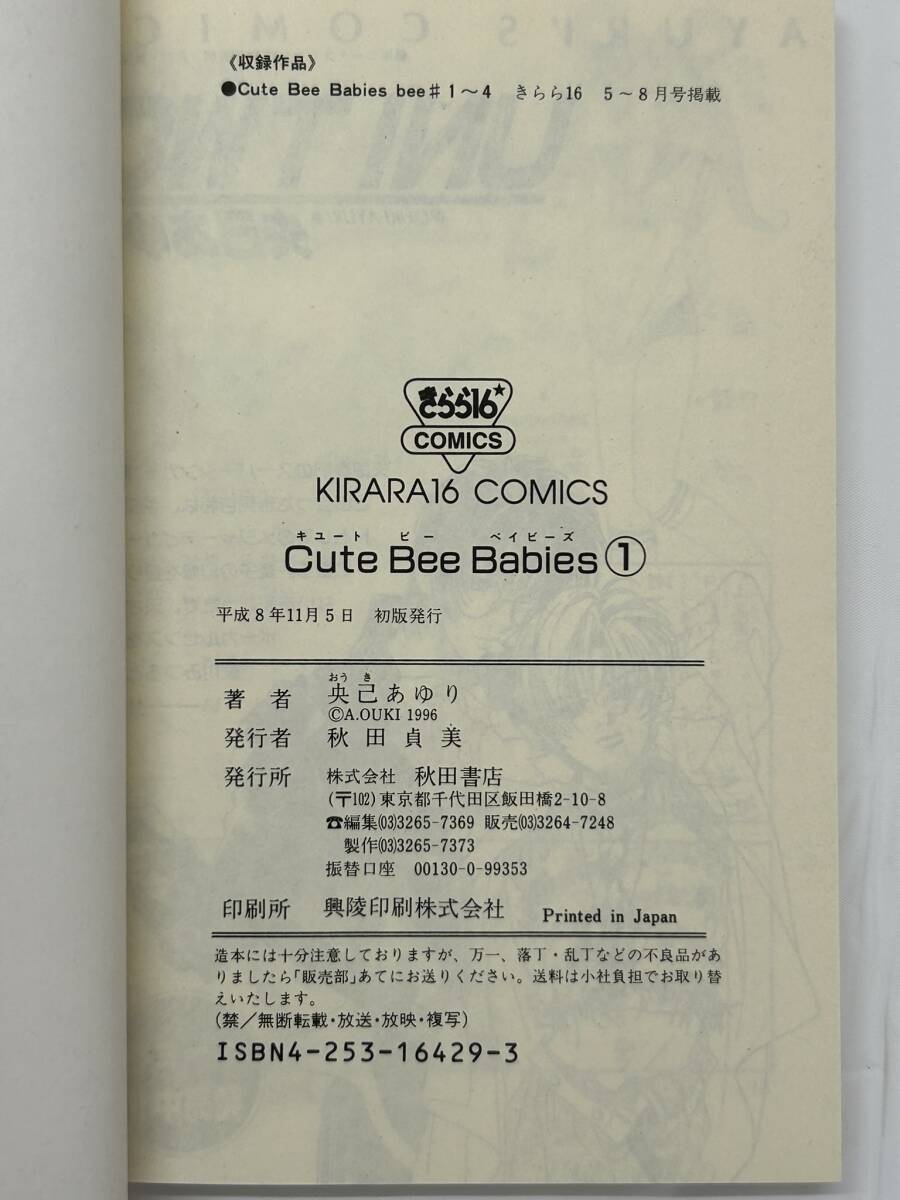 《収録作品》
●Cute Bee Babies bee♯1～4 きらら16 5～8月号掲載
きらら16
COMICS
KIRARA16 COMICS
キュート ビー ベイビーズ
Cute Bee Babies①
平成8年11月5日 初版発行
おうき
著者 央己あゆり
©A.OUKI 1996
発行者 秋田貞美
発行所 株式会社 秋田書店
(〒102)東京都千代田区飯田橋2-10-8
☎編集(03)3265-7369 販売(03)3264-7248
製作(03)3265-7373
振替口座 00130-0-99353
印刷所 興陵印刷株式会社 Printed in Japan
造本には十分注意しておりますが、万一、落丁・乱丁などの不良品があ
りましたら「販売部」あてにお送りください。送料は小社負担でお取り替
えいたします。
(禁／無断転載・放送・放映・複写)
ISBN4-253-16429-3